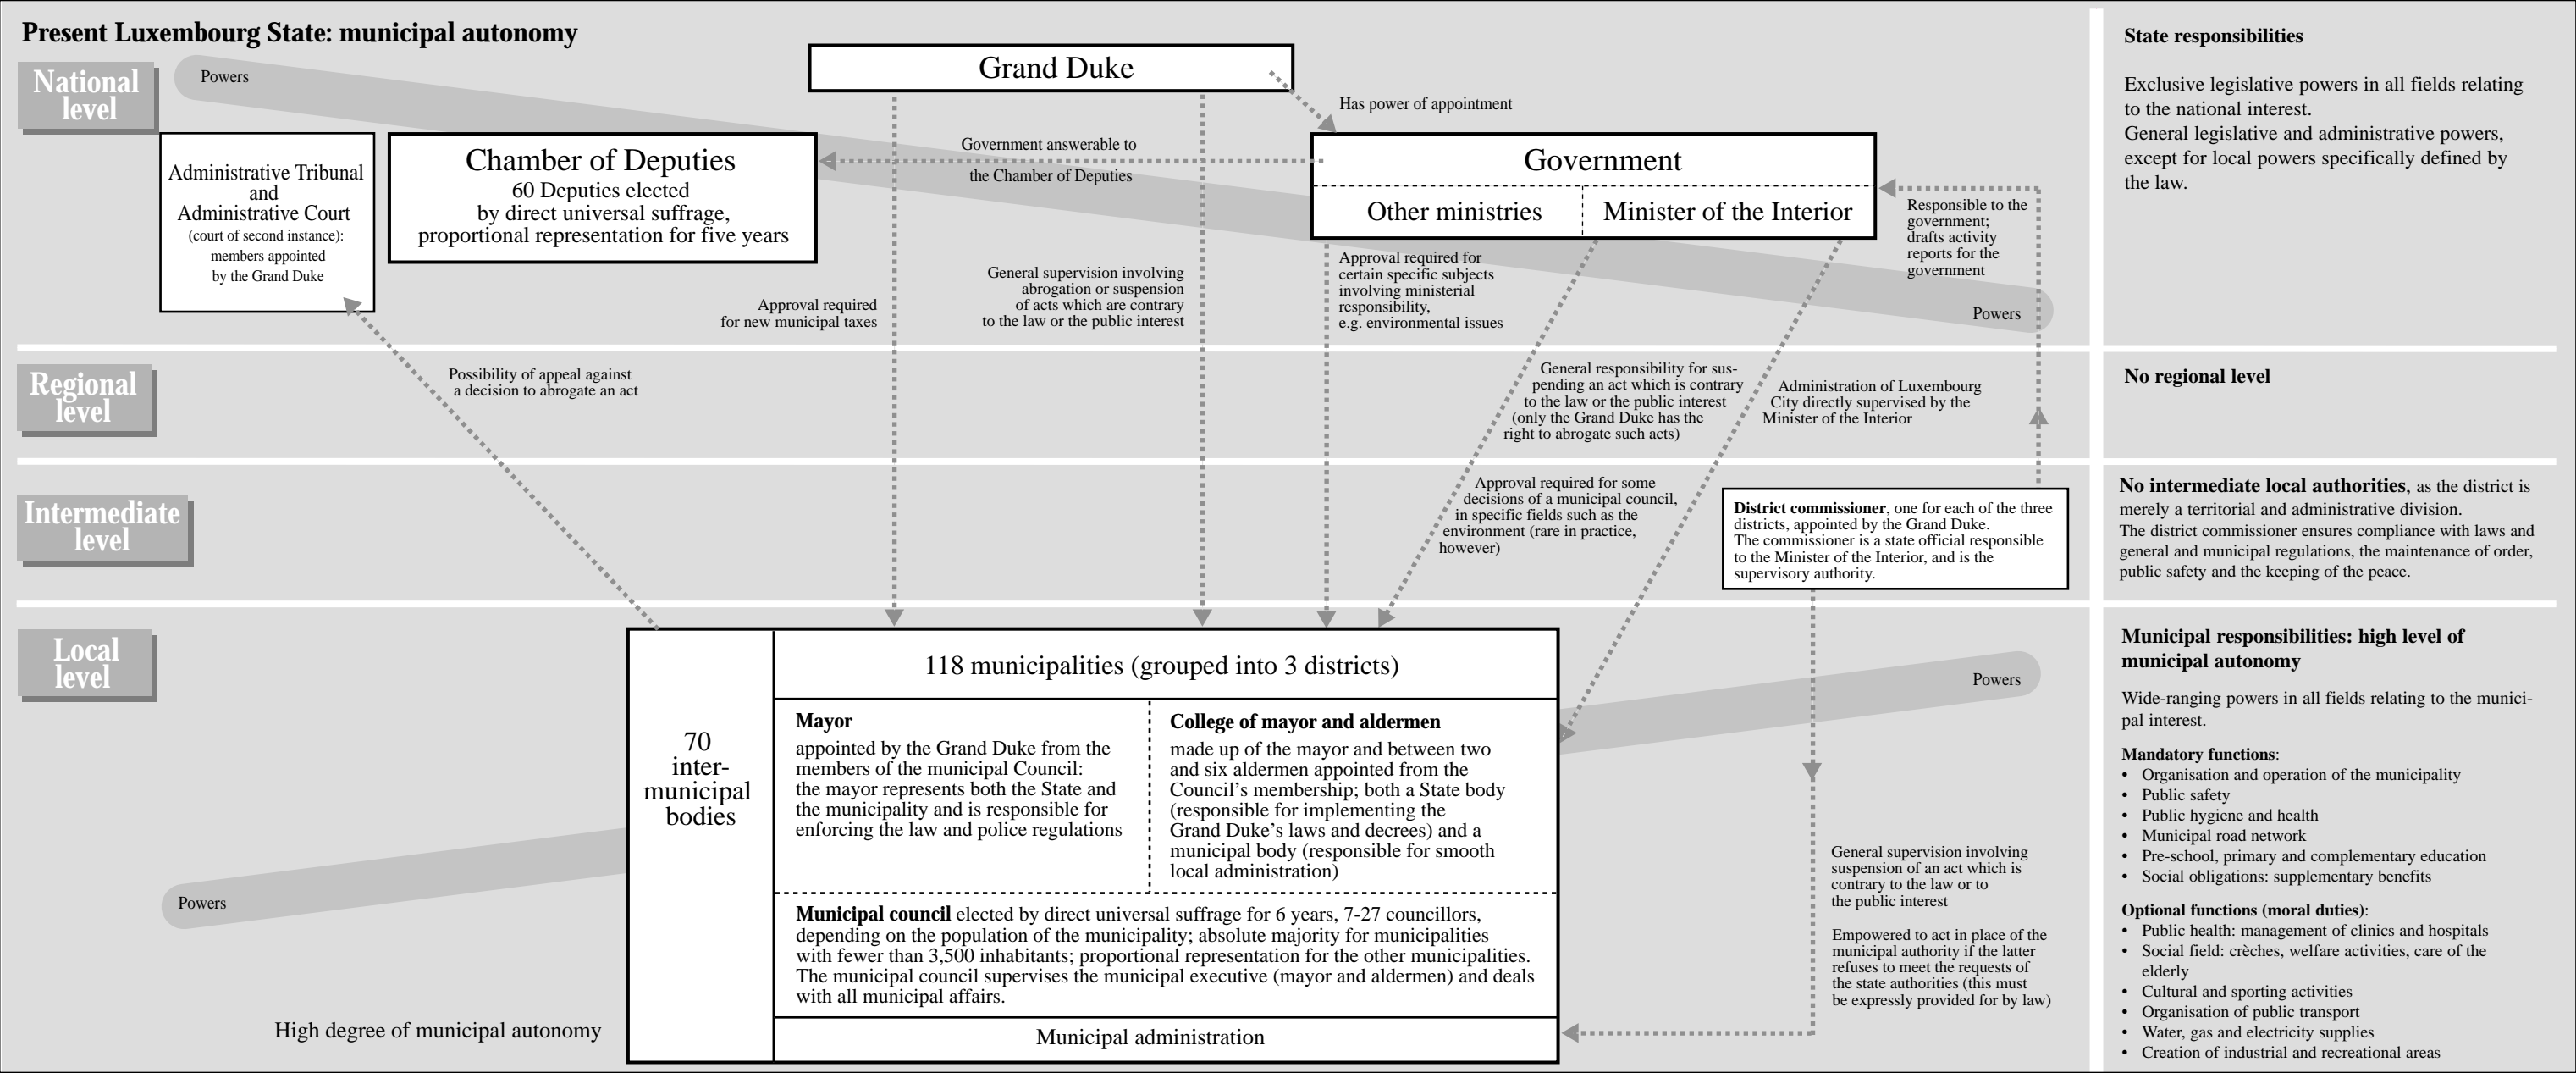 Present Luxembourg State: municipal autonomy
National
level
Powers
Grand Duke
Has power of appointment
Administrative Tribunal
and
Administrative Court
(court of second instance):
members appointed
by the Grand Duke
Chamber of Deputies
60 Deputies elected
by direct universal suffrage,
proportional representation for five years
Government answerable to
the Chamber of Deputies
Government
Other ministries
Minister of the Interior
Responsible to the
government;
drafts activity
reports for the
government
Powers
Approval required
for new municipal taxes
General supervision involving
abrogation or suspension
of acts which are contrary
to the law or the public interest
Approval required for
certain specific subjects
involving ministerial
responsibility,
e.g. environmental issues
State responsibilities
Exclusive legislative powers in all fields relating
to the national interest.
General legislative and administrative powers,
except for local powers specifically defined by
the law.
Regional
level
Possibility of appeal against
a decision to abrogate an act
General responsibility for sus-
pending an act which is contrary
to the law or the public interest
(only the Grand Duke has the
right to abrogate such acts)
Administration of Luxembourg
City directly supervised by the
Minister of the Interior
No regional level
Intermediate
level
Approval required for some
decisions of a municipal council,
in specific fields such as the
environment (rare in practice,
however)
District commissioner, one for each of the three
districts, appointed by the Grand Duke.
The commissioner is a state official responsible
to the Minister of the Interior, and is the
supervisory authority.
No intermediate local authorities, as the district is
merely a territorial and administrative division.
The district commissioner ensures compliance with laws and
general and municipal regulations, the maintenance of order,
public safety and the keeping of the peace.
Local
level
Powers
High degree of municipal autonomy
70
inter-
municipal
bodies
118 municipalities (grouped into 3 districts)
Mayor
appointed by the Grand Duke from the
members of the municipal Council:
the mayor represents both the State and
the municipality and is responsible for
enforcing the law and police regulations
College of mayor and aldermen
made up of the mayor and between two
and six aldermen appointed from the
Council's membership; both a State body
(responsible for implementing the
Grand Duke's laws and decrees) and a
municipal body (responsible for smooth
local administration)
Municipal council elected by direct universal suffrage for 6 years, 7-27 councillors,
depending on the population of the municipality; absolute majority for municipalities
with fewer than 3,500 inhabitants; proportional representation for the other municipalities.
The municipal council supervises the municipal executive (mayor and aldermen) and deals
with all municipal affairs.
Municipal administration
Powers
General supervision involving
suspension of an act which is
contrary to the law or to
the public interest
Empowered to act in place of the
municipal authority if the latter
refuses to meet the requests of
the state authorities (this must
be expressly provided for by law)
Municipal responsibilities: high level of
municipal autonomy
Wide-ranging powers in all fields relating to the munici-
pal interest.
Mandatory functions:
• Organisation and operation of the municipality
• Public safety
• Public hygiene and health
• Municipal road network
• Pre-school, primary and complementary education
• Social obligations: supplementary benefits
Optional functions (moral duties):
• Public health: management of clinics and hospitals
• Social field: crèches, welfare activities, care of the
elderly
• Cultural and sporting activities
• Organisation of public transport
• Water, gas and electricity supplies
• Creation of industrial and recreational areas